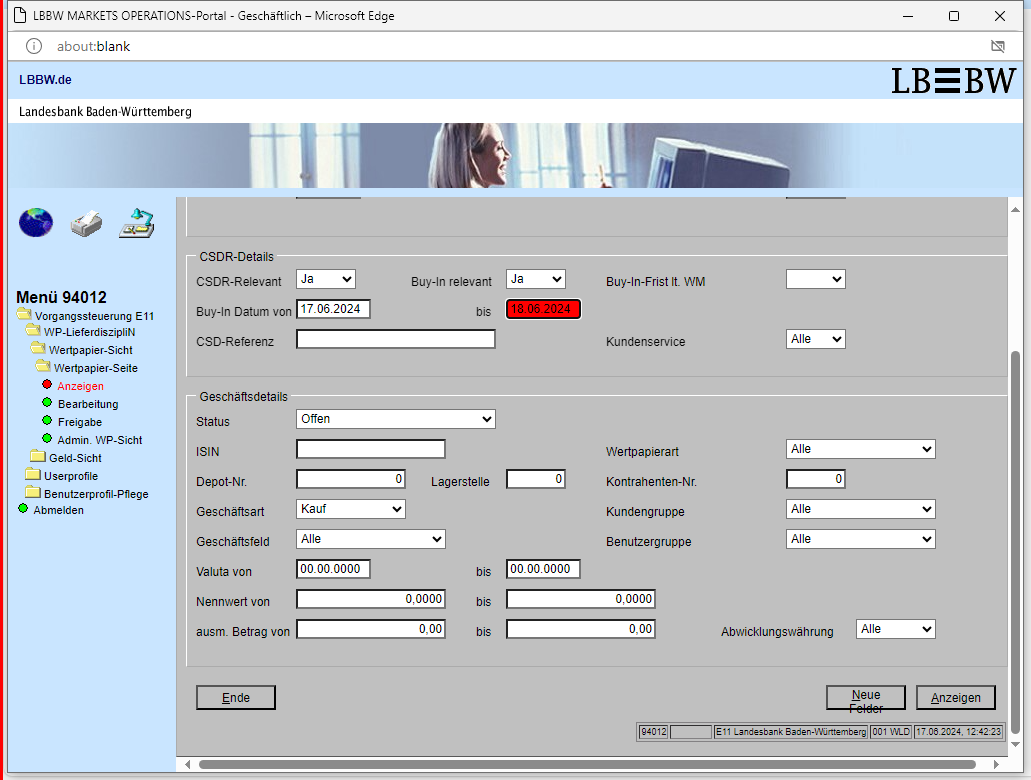 LBBW MARKETS OPERATIONS-Portal - Geschäftlich – Microsoft Edge
about:blank
LBBW.de
LB≡BW
Landesbank Baden-Württemberg
Menü 94012
Vorgangssteuerung E11
WP-LieferdisziplIN
Wertpapier-Sicht
Wertpapier-Seite
Anzeigen
Bearbeitung
Freigabe
Admin. WP-Sicht
Geld-Sicht
Userprofile
Benutzerprofil-Pflege
Abmelden
CSDR-Details
CSDR-Relevant Ja Buy-In relevant Ja Buy-In-Frist lt. WM
Buy-In Datum von 17.06.2024 bis 18.06.2024
CSD-Referenz Kundenservice Alle
Geschäftsdetails
Status Offen
ISIN Wertpapierart Alle
Depot-Nr. 0 Lagerstelle 0 Kontrahenten-Nr. 0
Geschäftsart Kauf Kundengruppe Alle
Geschäftsfeld Alle Benutzergruppe Alle
Valuta von 00.00.0000 bis 00.00.0000
Nennwert von 0,0000 bis 0,0000
ausm. Betrag von 0,00 bis 0,00 Abwicklungswährung Alle
Ende Neue Felder Anzeigen
94012 E11 Landesbank Baden-Württemberg 001 WLD 17.06.2024, 12:42:23